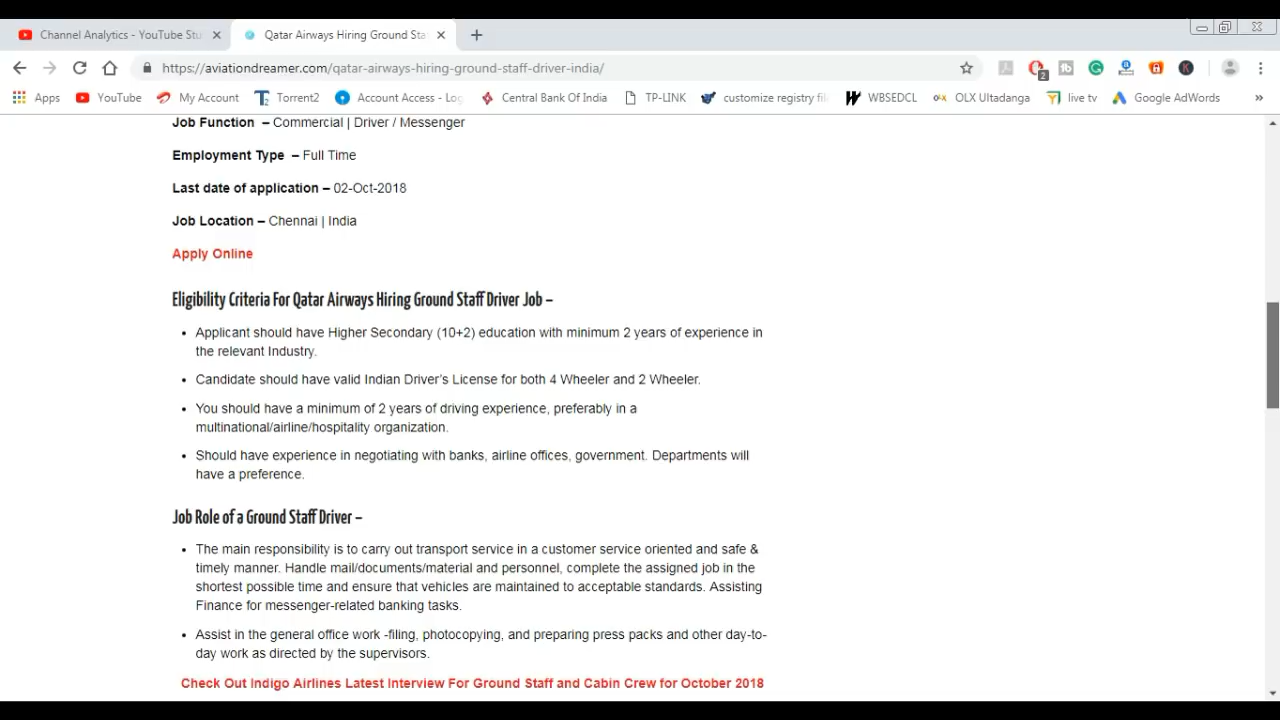 Channel Analytics - YouTube Stu
Qatar Airways Hiring Ground Sta
https://aviationdreamer.com/qatar-airways-hiring-ground-staff-driver-india/
2
Apps
YouTube
My Account
Torrent2
Account Access - Log
Central Bank Of India
TP-LINK
customize registry fil
WBSEDCL
OLX Ultadanga
live tv
Google AdWords
»
Job Function – Commercial | Driver / Messenger
Employment Type – Full Time
Last date of application – 02-Oct-2018
Job Location – Chennai | India
Apply Online
Eligibility Criteria For Qatar Airways Hiring Ground Staff Driver Job –
• Applicant should have Higher Secondary (10+2) education with minimum 2 years of experience in
the relevant Industry.
• Candidate should have valid Indian Driver's License for both 4 Wheeler and 2 Wheeler.
• You should have a minimum of 2 years of driving experience, preferably in a
multinational/airline/hospitality organization.
• Should have experience in negotiating with banks, airline offices, government. Departments will
have a preference.
Job Role of a Ground Staff Driver –
• The main responsibility is to carry out transport service in a customer service oriented and safe &
timely manner. Handle mail/documents/material and personnel, complete the assigned job in the
shortest possible time and ensure that vehicles are maintained to acceptable standards. Assisting
Finance for messenger-related banking tasks.
• Assist in the general office work -filing, photocopying, and preparing press packs and other day-to-
day work as directed by the supervisors.
Check Out Indigo Airlines Latest Interview For Ground Staff and Cabin Crew for October 2018